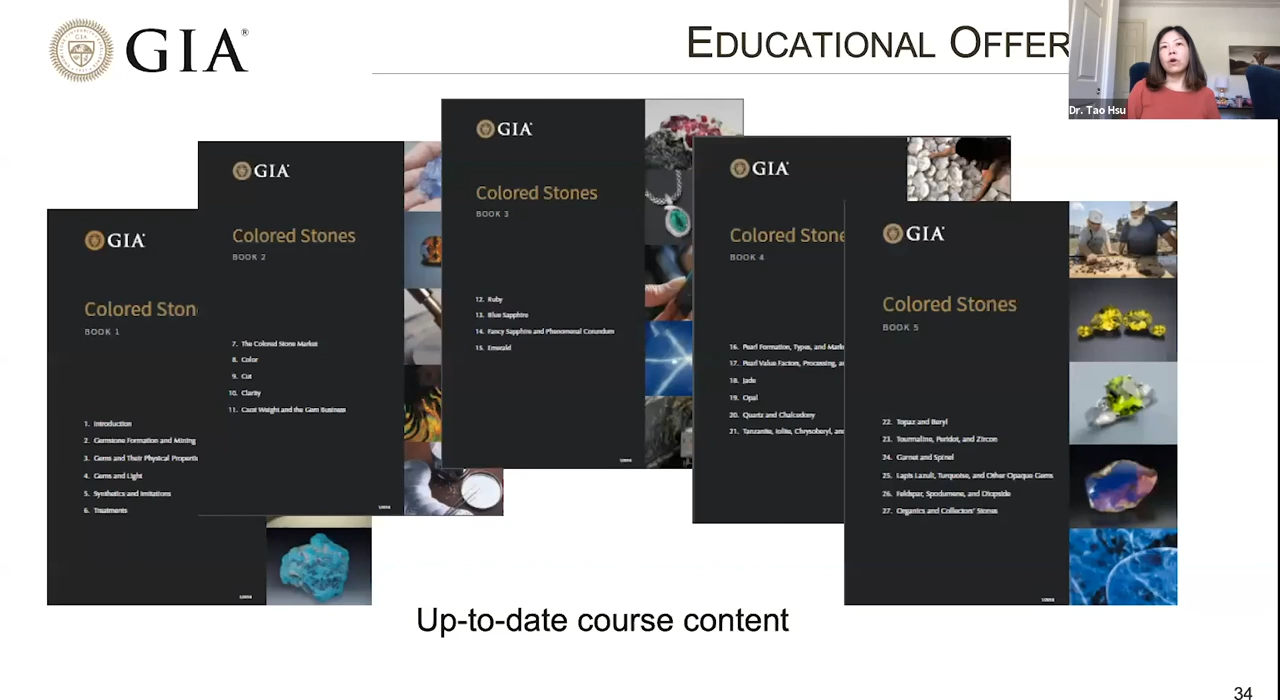 GIA®
EDUCATIONAL OFFER
Dr. Tao Hsu
GIA
Colored Ston
BOOK 1
1. Introduction
2. Gemstone Formation and Mining
3. Gems and Their Physical Properti
4. Gems and Light
5. Synthetics and Imitations
6. Treatments
GIA
Colored Stones
BOOK 2
7. The Colored Stone Market
8. Color
9. Cut
10. Clarity
11. Carat Weight and the Gem Business
GIA
Colored Stones
BOOK 3
12. Ruby
13. Blue Sapphire
14. Fancy Sapphire and Phenomenal Corundum
15. Emerald
GIA
Colored Stone
BOOK 4
16. Pearl Formation, Types, and Mark
17. Pearl Value Factors, Processing, a
18. Jade
19. Opal
20. Quartz and Chalcedony
21. Tanzanite, Iolite, Chrysoberyl, an
GIA
Colored Stones
BOOK 5
22. Topaz and Beryl
23. Tourmaline, Peridot, and Zircon
24. Garnet and Spinel
25. Lapis Lazuli, Turquoise, and Other Opaque Gems
26. Feldspar, Spodumene, and Diopside
27. Organics and Collectors' Stones
Up-to-date course content
34